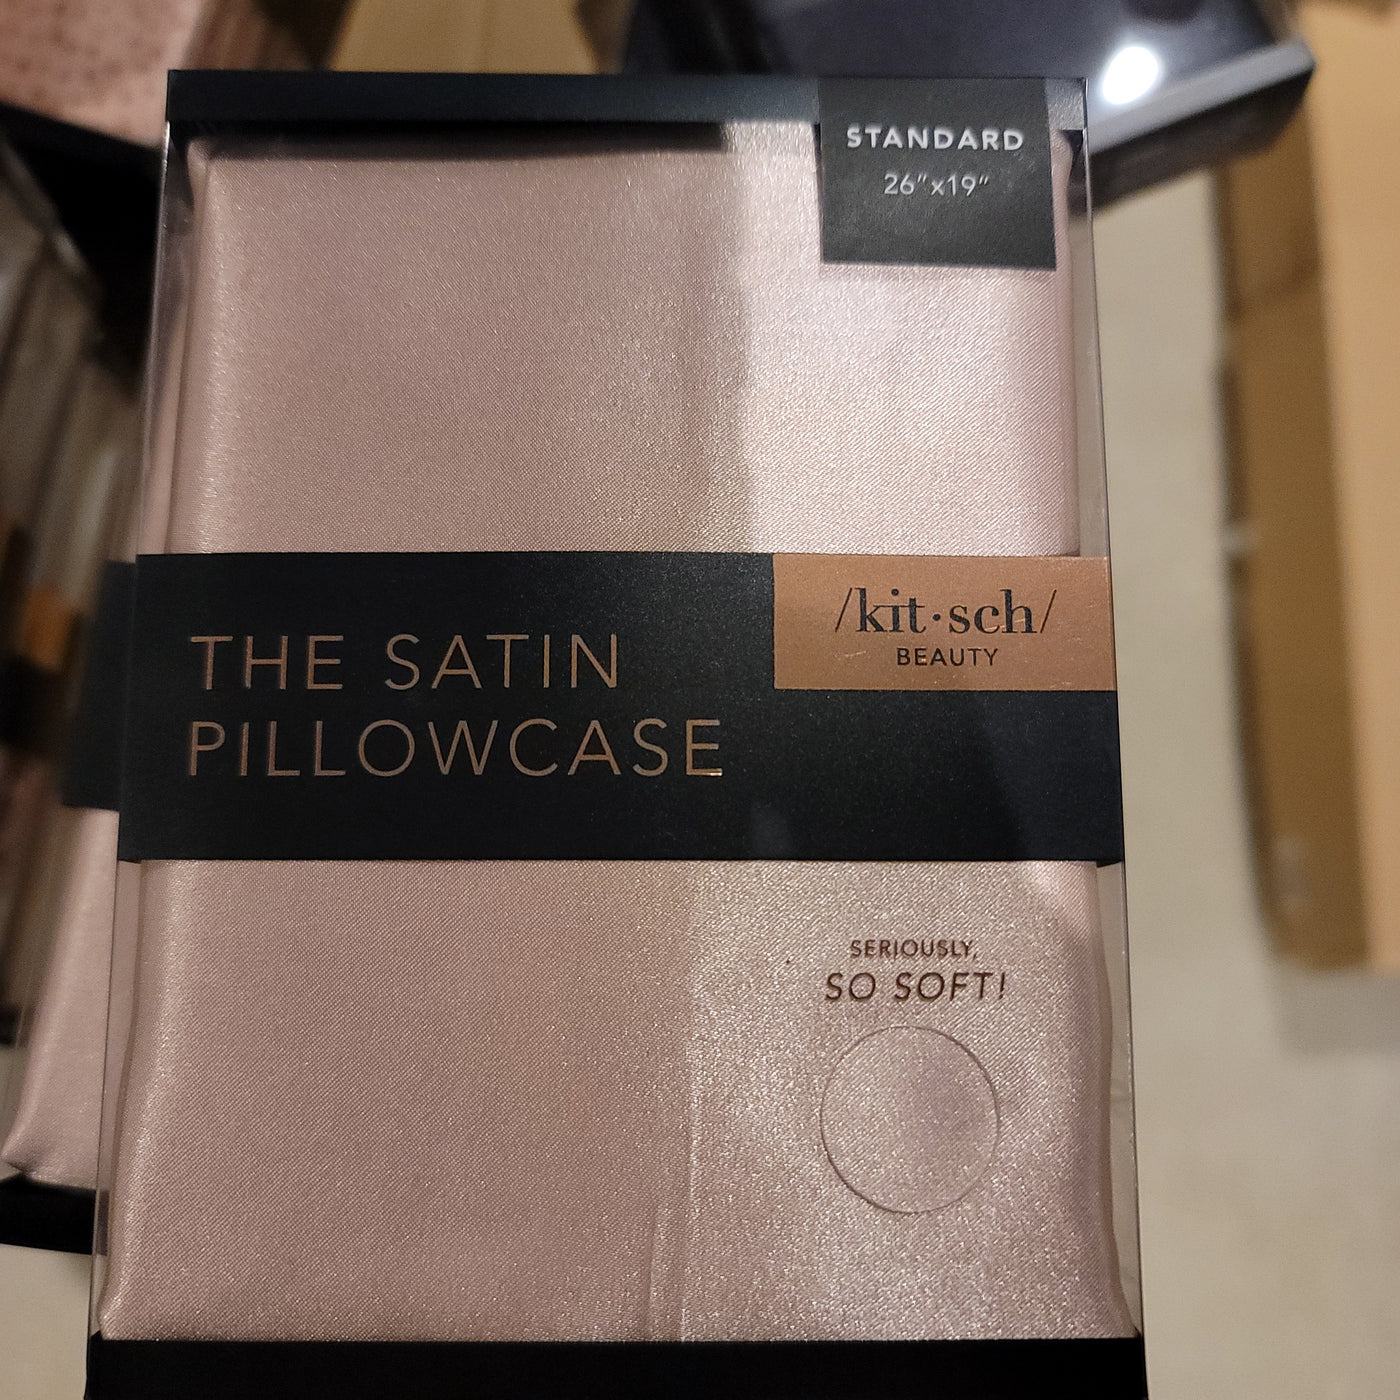 STANDARD
26"x19"
/kit·sch/
BEAUTY
THE SATIN
PILLOWCASE
SERIOUSLY,
SO SOFT!